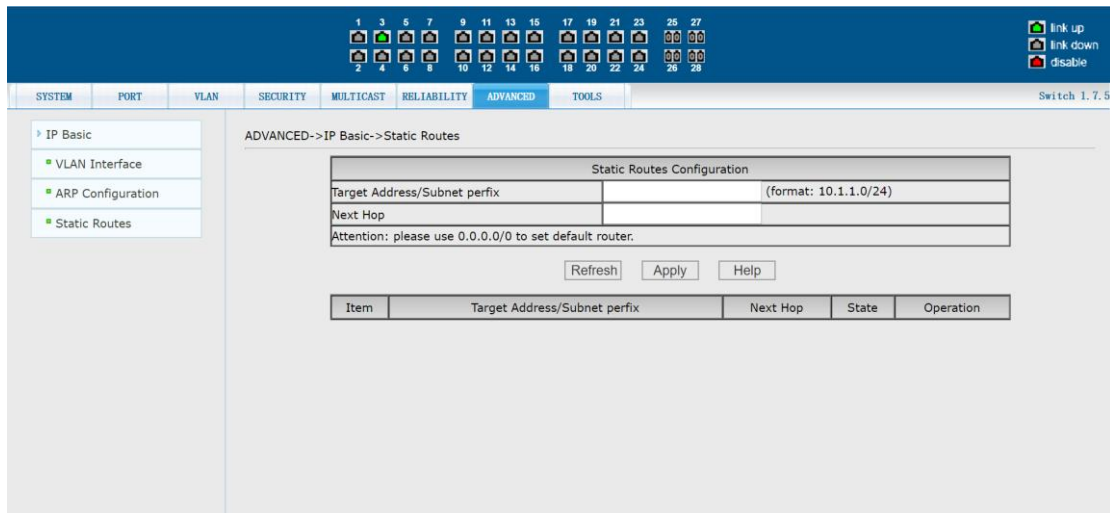 1 3 5 7 9 11 13 15 17 19 21 23 25 27
2 4 6 8 10 12 14 16 18 20 22 24 26 28
link up
link down
disable
SYSTEM PORT VLAN SECURITY MULTICAST RELIABILITY ADVANCED TOOLS Switch 1.7.5
IP Basic
VLAN Interface
ARP Configuration
Static Routes
ADVANCED->IP Basic->Static Routes
Static Routes Configuration
Target Address/Subnet perfix (format: 10.1.1.0/24)
Next Hop
Attention: please use 0.0.0.0/0 to set default router.
Refresh Apply Help
Item Target Address/Subnet perfix Next Hop State Operation